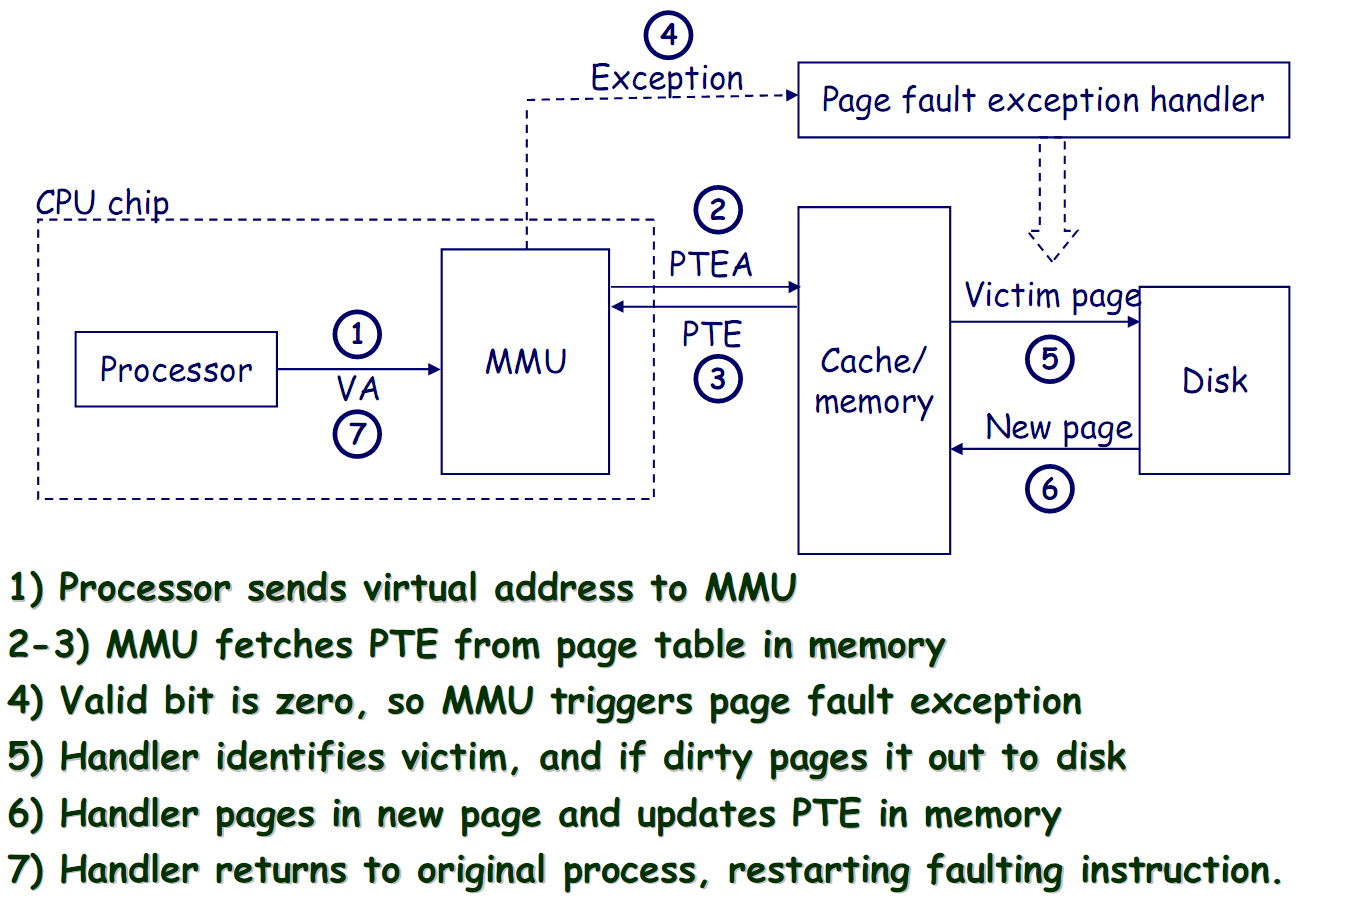 4
Exception
Page fault exception handler
CPU chip
2
PTEA
Victim page
1
PTE
Processor
MMU
Cache/
memory
5
Disk
VA
3
7
New page
6
1) Processor sends virtual address to MMU
2-3) MMU fetches PTE from page table in memory
4) Valid bit is zero, so MMU triggers page fault exception
5) Handler identifies victim, and if dirty pages it out to disk
6) Handler pages in new page and updates PTE in memory
7) Handler returns to original process, restarting faulting instruction.